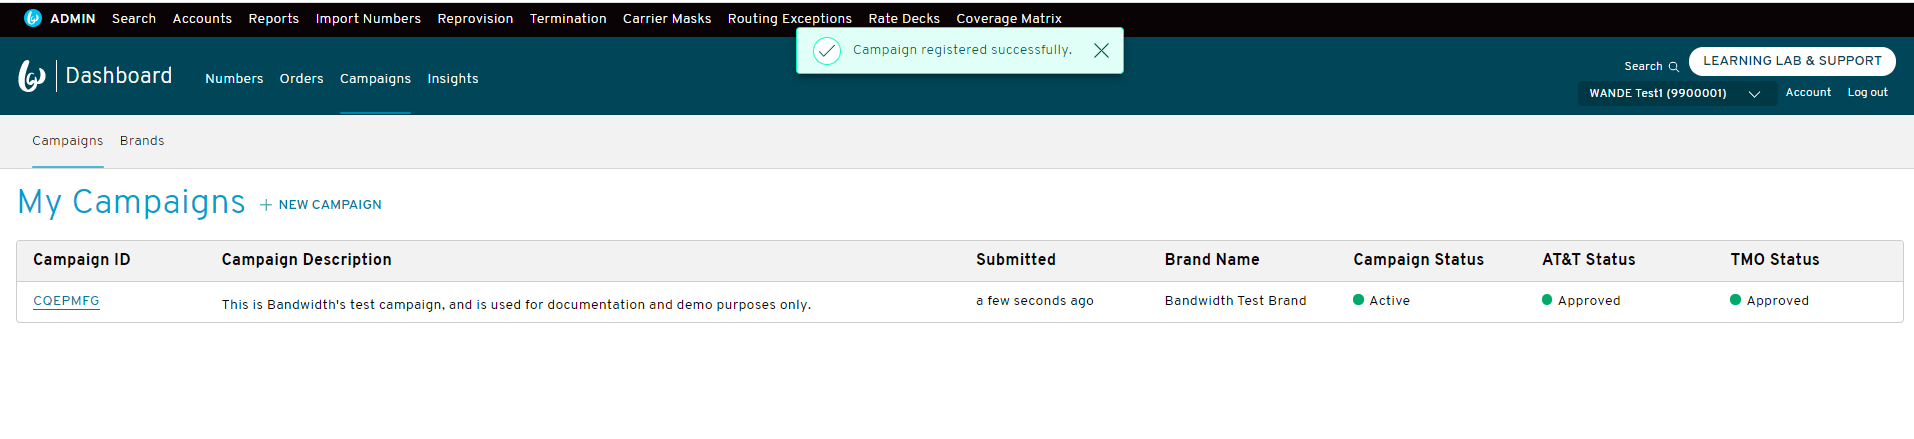 ADMIN Search Accounts Reports Import Numbers Reprovision Termination Carrier Masks Routing Exceptions Rate Decks Coverage Matrix
Campaign registered successfully.
Dashboard Numbers Orders Campaigns Insights
Search LEARNING LAB & SUPPORT
WANDE Test1 (9900001) Account Log out
Campaigns Brands
My Campaigns + NEW CAMPAIGN
Campaign ID Campaign Description Submitted Brand Name Campaign Status AT&T Status TMO Status
CQEPMFG This is Bandwidth's test campaign, and is used for documentation and demo purposes only. a few seconds ago Bandwidth Test Brand Active Approved Approved